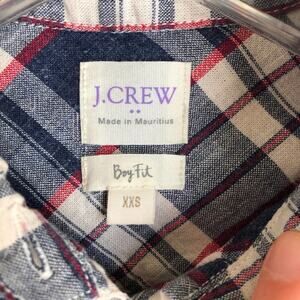 J.CREW
Made in Mauritius
Boy Fit
XXS